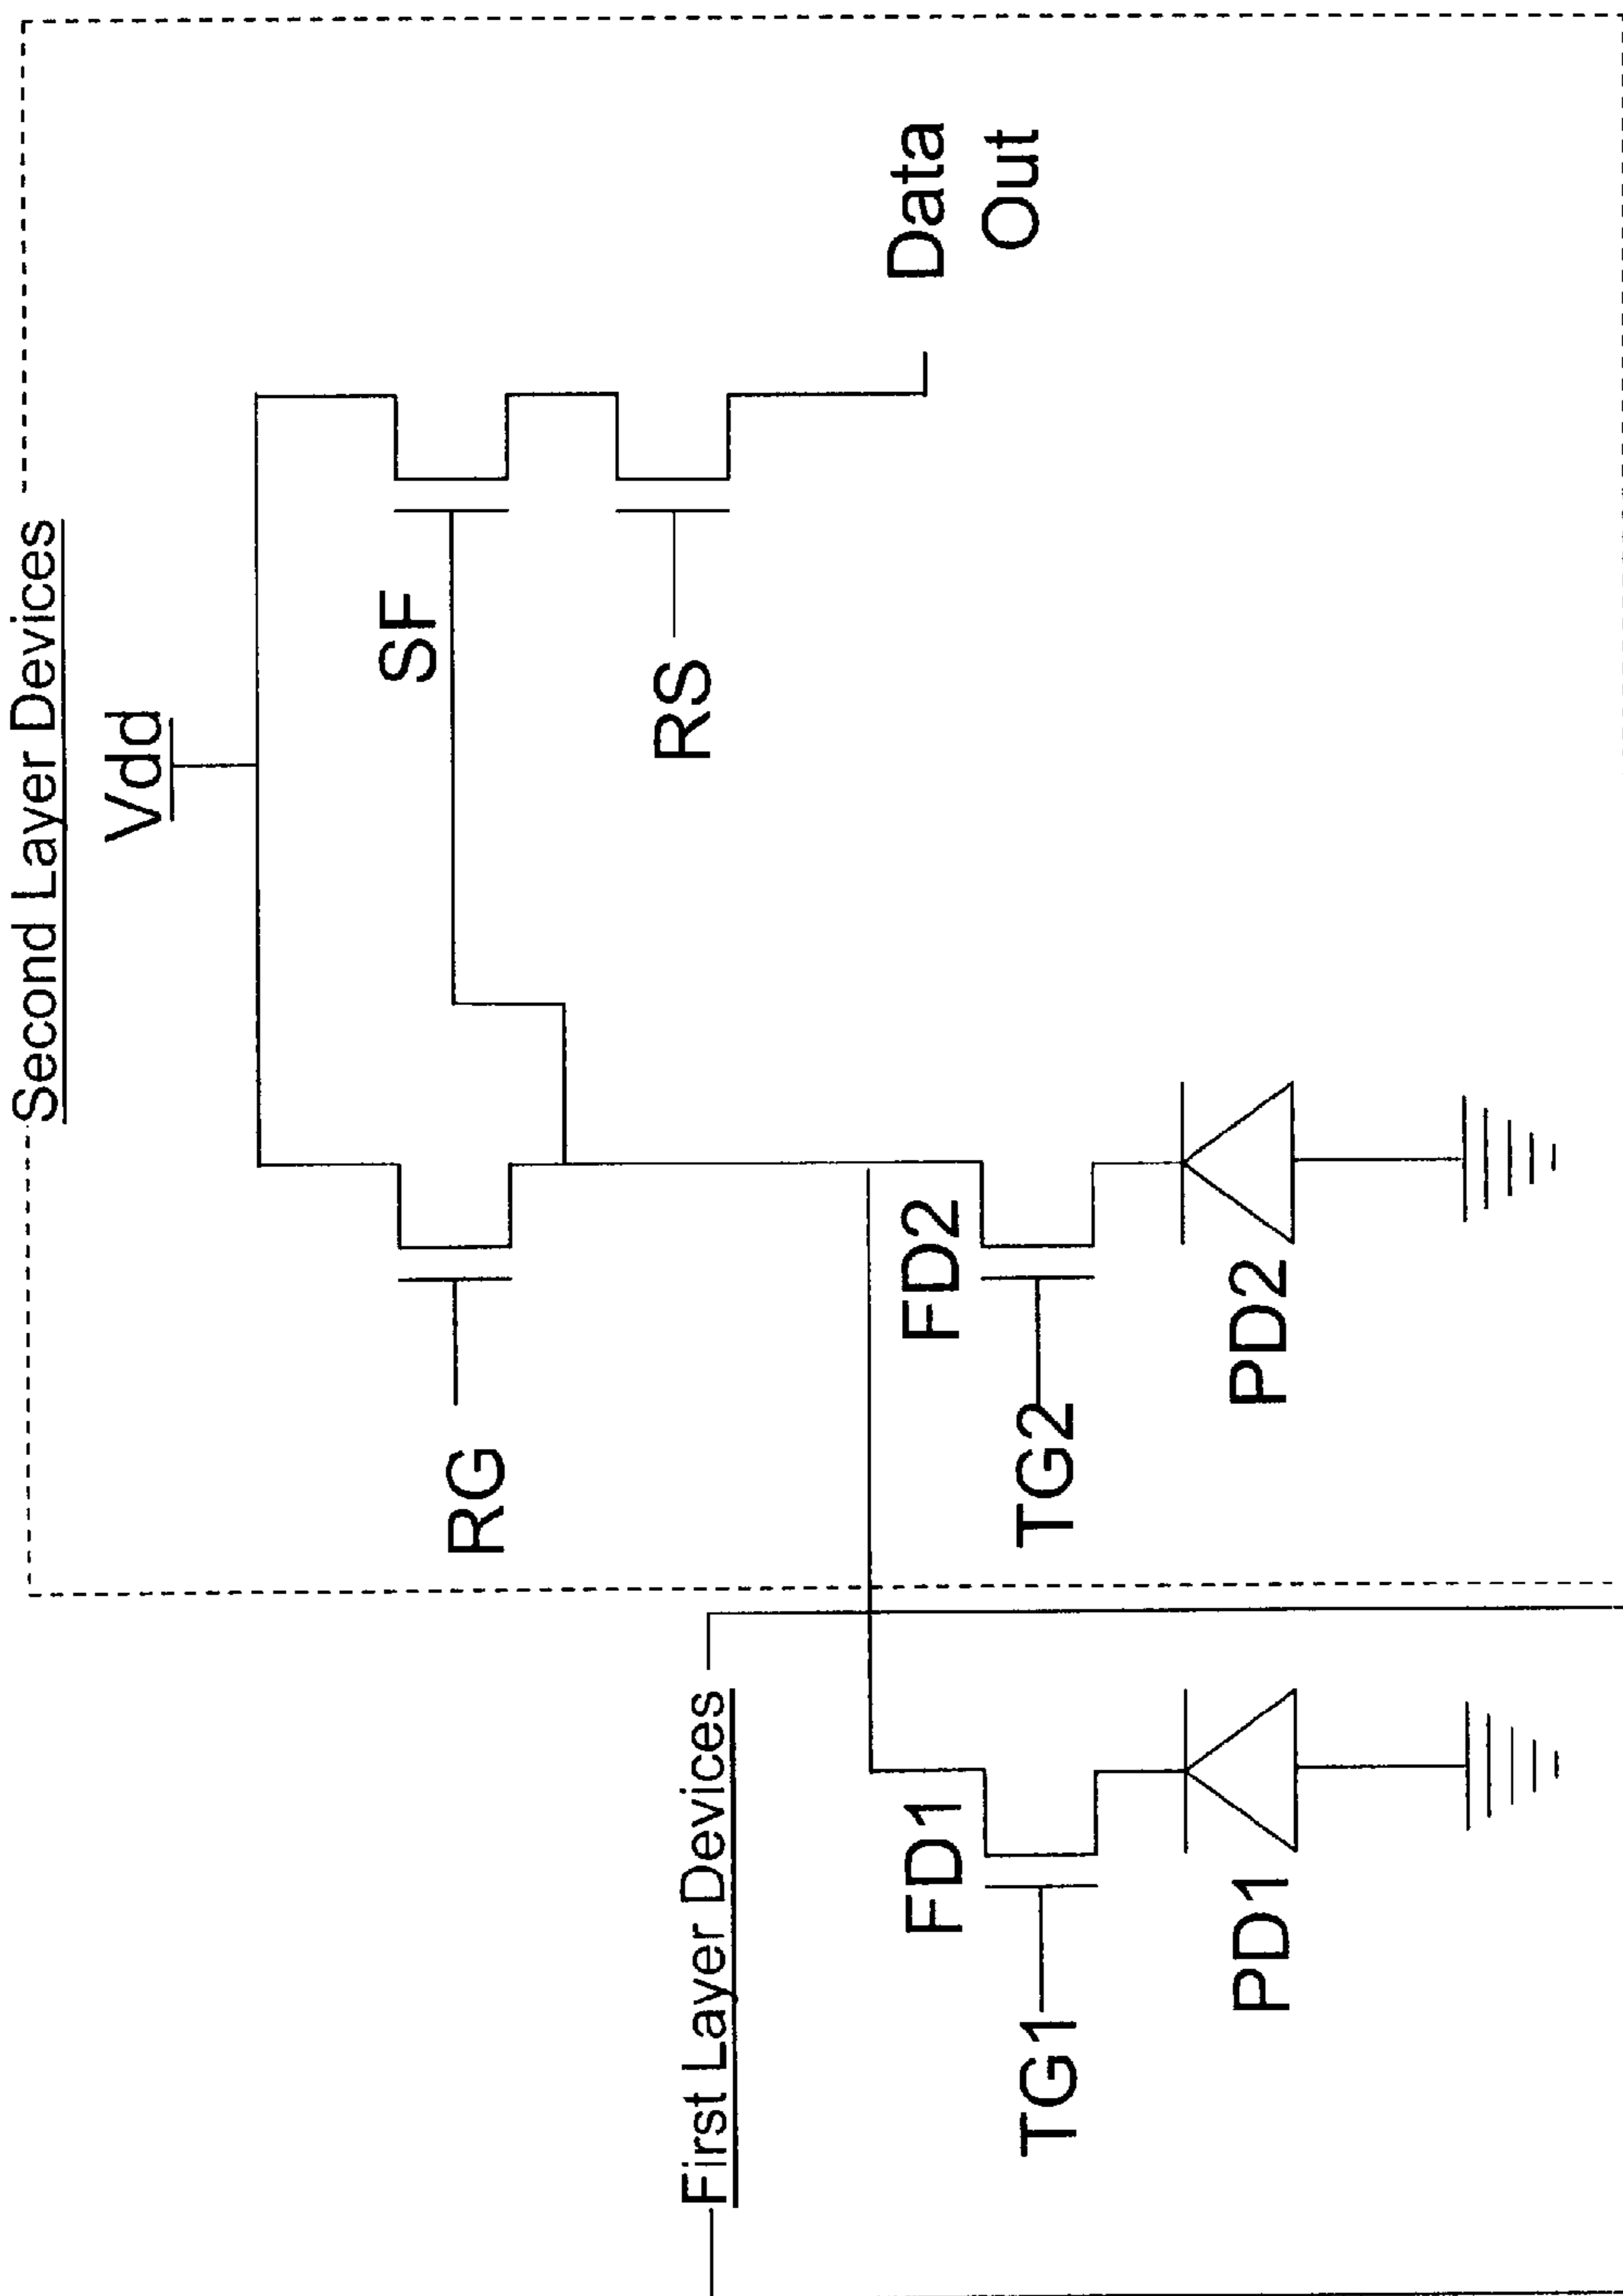 Second Layer Devices
Vdd
SF
RS
RG
Data
Out
First Layer Devices
FD1
FD2
TG1
TG2
PD1
PD2